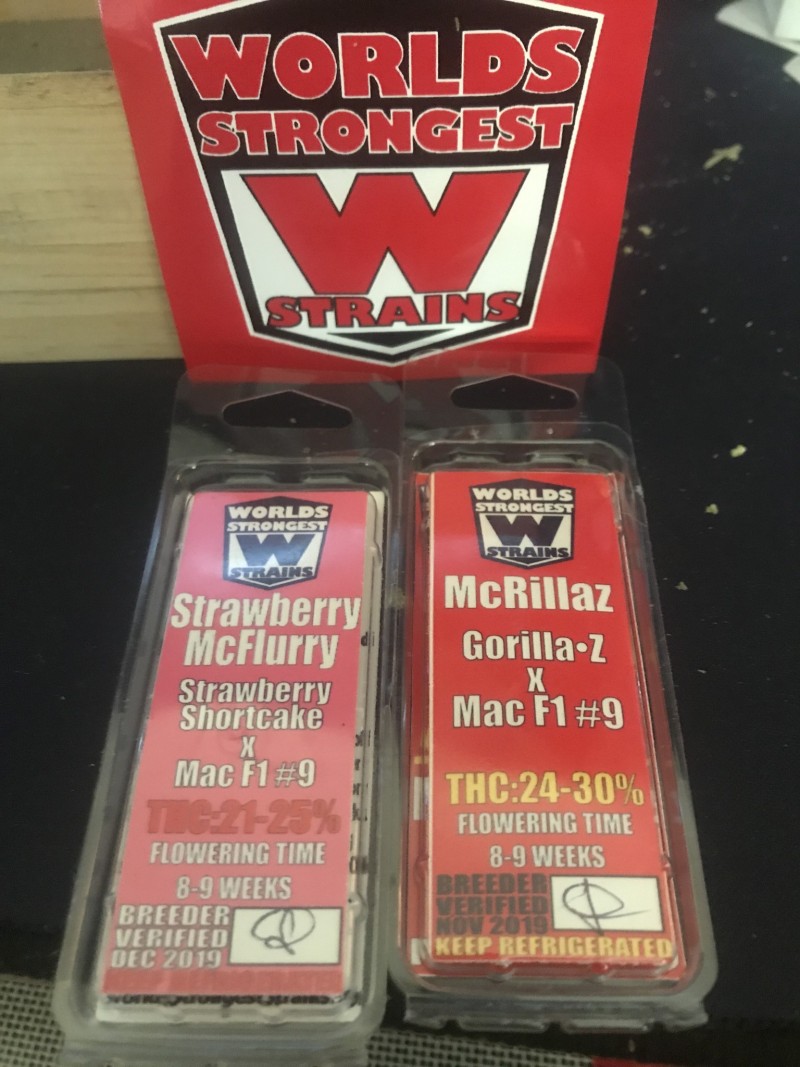 WORLDS
STRONGEST
W
STRAINS
WORLDS
STRONGEST
W
STRAINS
Strawberry
McFlurry
Strawberry
Shortcake
X
Mac F1 #9
THC:21-25%
FLOWERING TIME
8-9 WEEKS
BREEDER
VERIFIED
DEC 2019
WORLDS
STRONGEST
W
STRAINS
McRillaz
Gorilla•Z
X
Mac F1 #9
THC:24-30%
FLOWERING TIME
8-9 WEEKS
BREEDER
VERIFIED
NOV 2019
KEEP REFRIGERATED